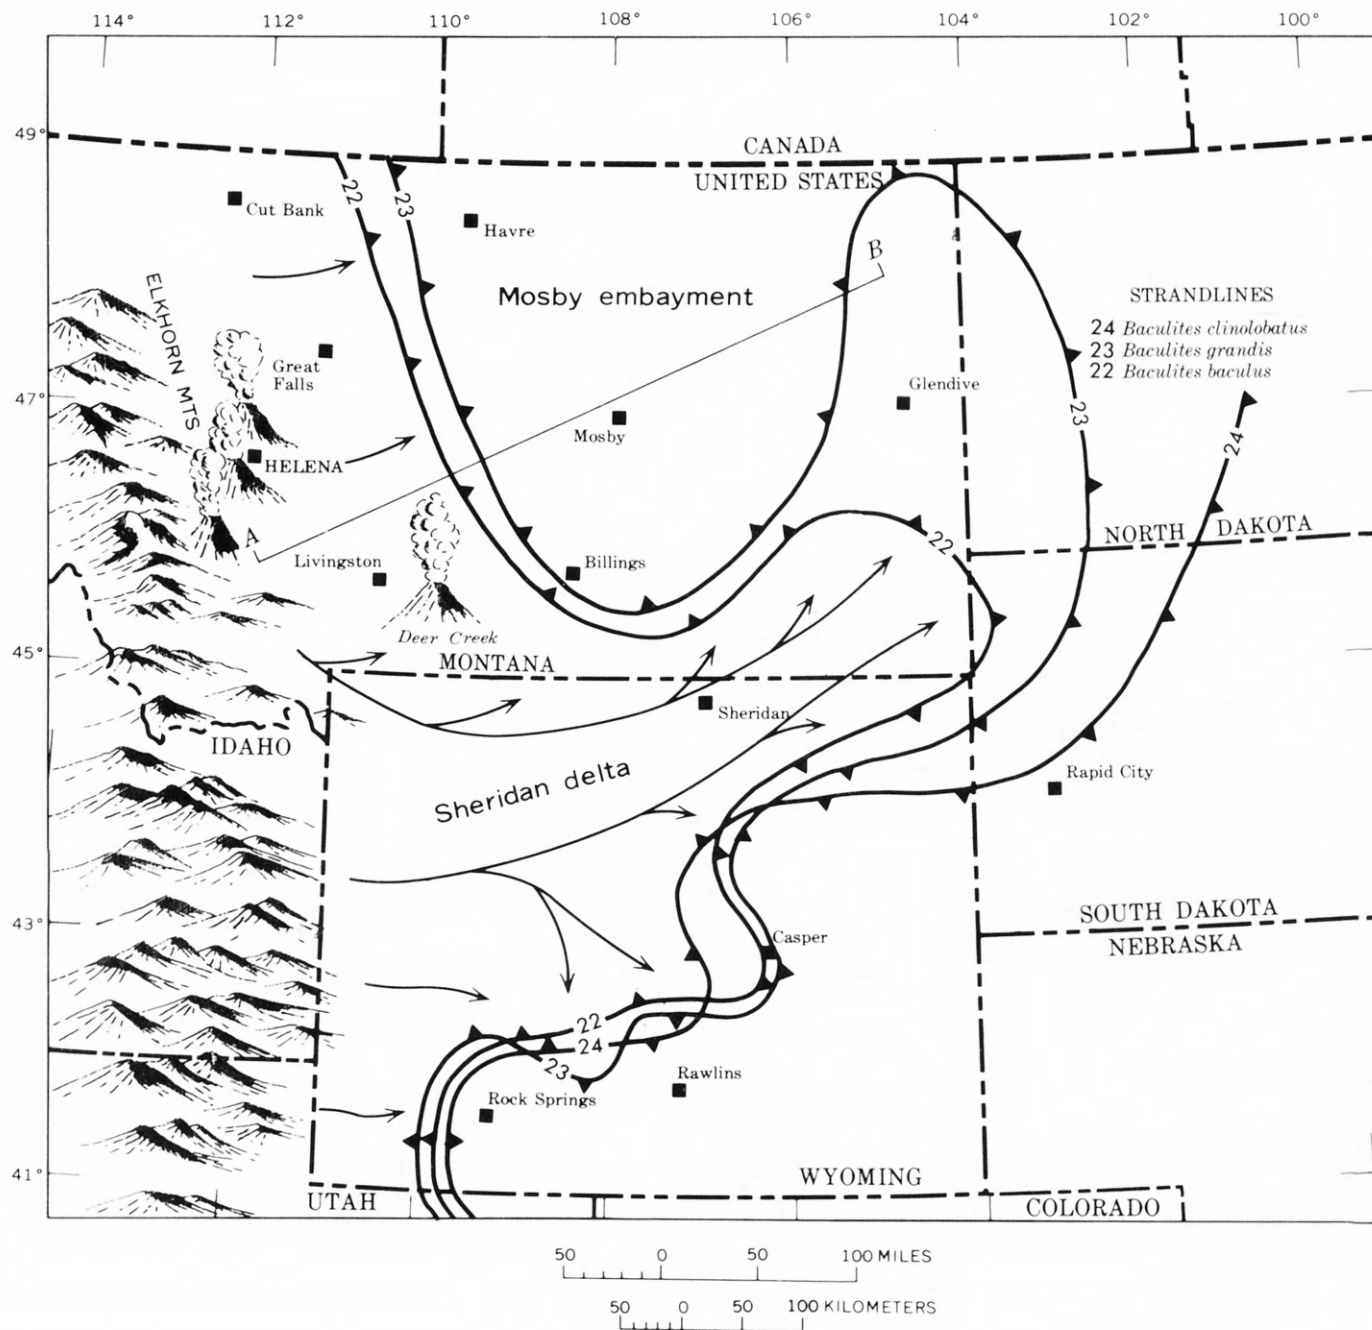 114° 112° 110° 108° 106° 104° 102° 100°
49°
CANADA
UNITED STATES
22
23
Cut Bank
Havre
B
ELKHORN MTS
Mosby embayment
STRANDLINES
24 Baculites clinolobatus
23 Baculites grandis
22 Baculites baculus
Great
Falls
Glendive
47°
23
Mosby
24
HELENA
NORTH DAKOTA
A
22
Livingston
Billings
Deer Creek
45°
MONTANA
Sheridan
IDAHO
Rapid City
Sheridan delta
43°
SOUTH DAKOTA
Casper
NEBRASKA
22
24
23
Rawlins
Rock Springs
41°
WYOMING
UTAH
COLORADO
50 0 50 100 MILES
50 0 50 100 KILOMETERS